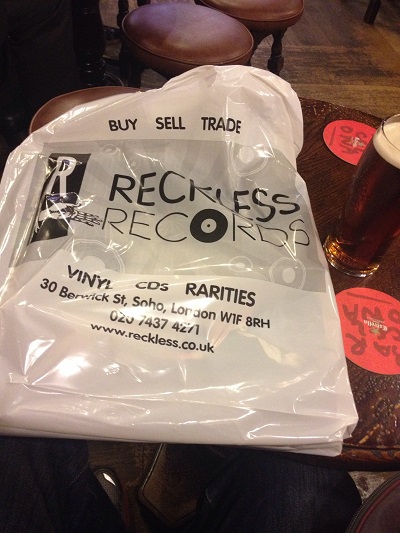 BUY SELL TRADE
R
RECKLESS
RECORDS
VINYL CDS RARITIES
30 Berwick St, Soho, London W1F 8RH
020 7437 4271
www.reckless.co.uk
Estrella